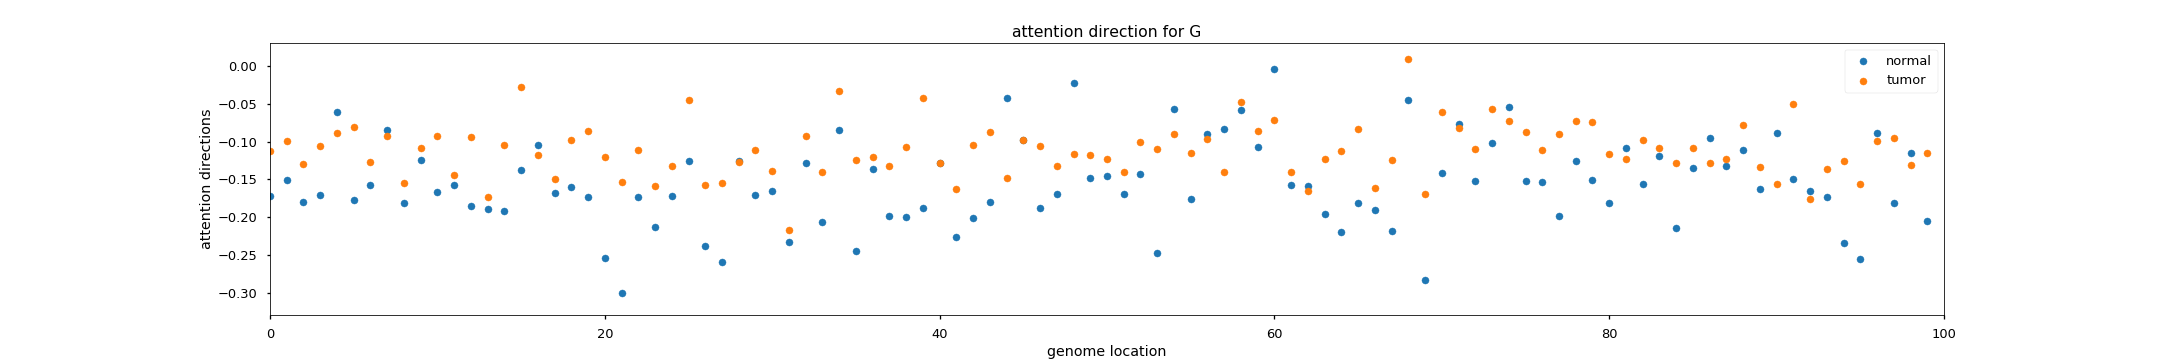 attention direction for G
attention directions
0.00
−0.05
−0.10
−0.15
−0.20
−0.25
−0.30
normal
tumor
0 20 40 60 80 100
genome location